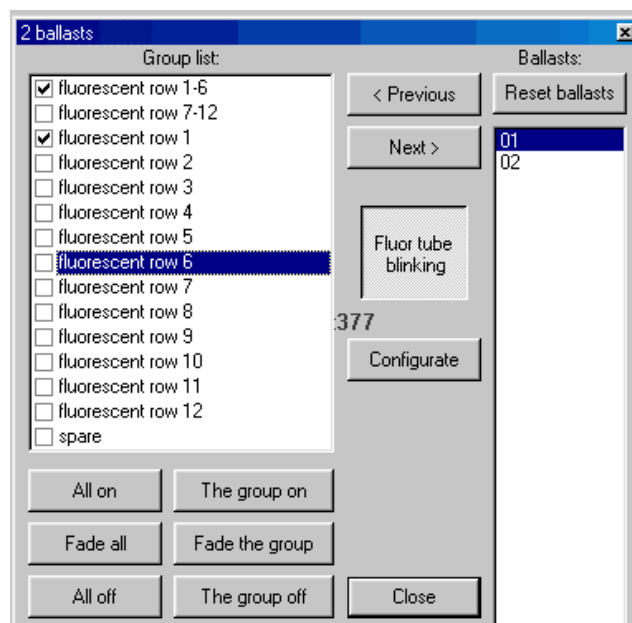 2 ballasts
Group list:
Ballasts:
fluorescent row 1-6
fluorescent row 7-12
fluorescent row 1
fluorescent row 2
fluorescent row 3
fluorescent row 4
fluorescent row 5
fluorescent row 6
fluorescent row 7
fluorescent row 8
fluorescent row 9
fluorescent row 10
fluorescent row 11
fluorescent row 12
spare
< Previous
Next >
Fluor tube
blinking
:377
Configurate
Reset ballasts
01
02
All on
The group on
Fade all
Fade the group
All off
The group off
Close